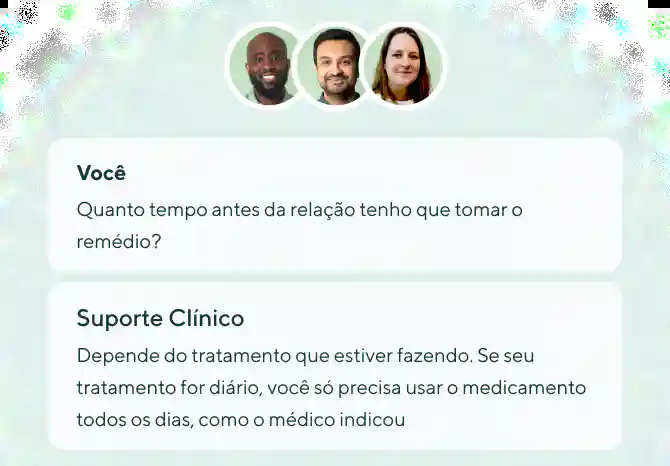 Você
Quanto tempo antes da relação tenho que tomar o
remédio?
Suporte Clínico
Depende do tratamento que estiver fazendo. Se seu
tratamento for diário, você só precisa usar o medicamento
todos os dias, como o médico indicou